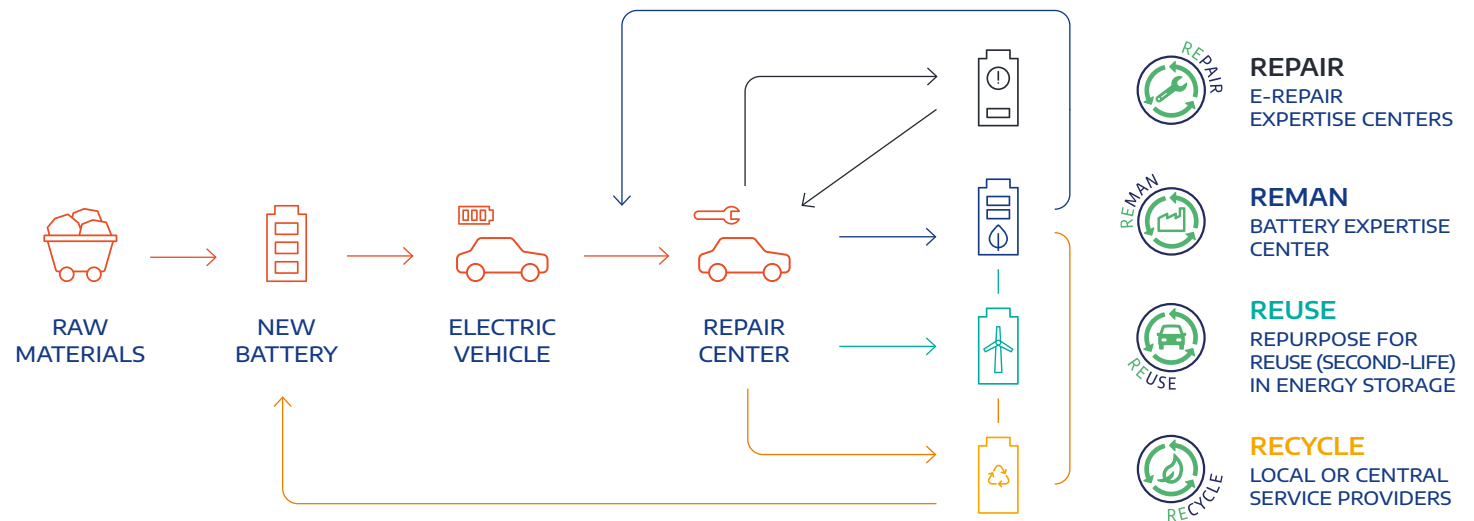 RAW
MATERIALS
NEW
BATTERY
ELECTRIC
VEHICLE
REPAIR
CENTER
REPAIR
REPAIR
E-REPAIR
EXPERTISE CENTERS
REMAN
REMAN
BATTERY EXPERTISE
CENTER
REUSE
REUSE
REPURPOSE FOR
REUSE (SECOND-LIFE)
IN ENERGY STORAGE
RECYCLE
RECYCLE
LOCAL OR CENTRAL
SERVICE PROVIDERS